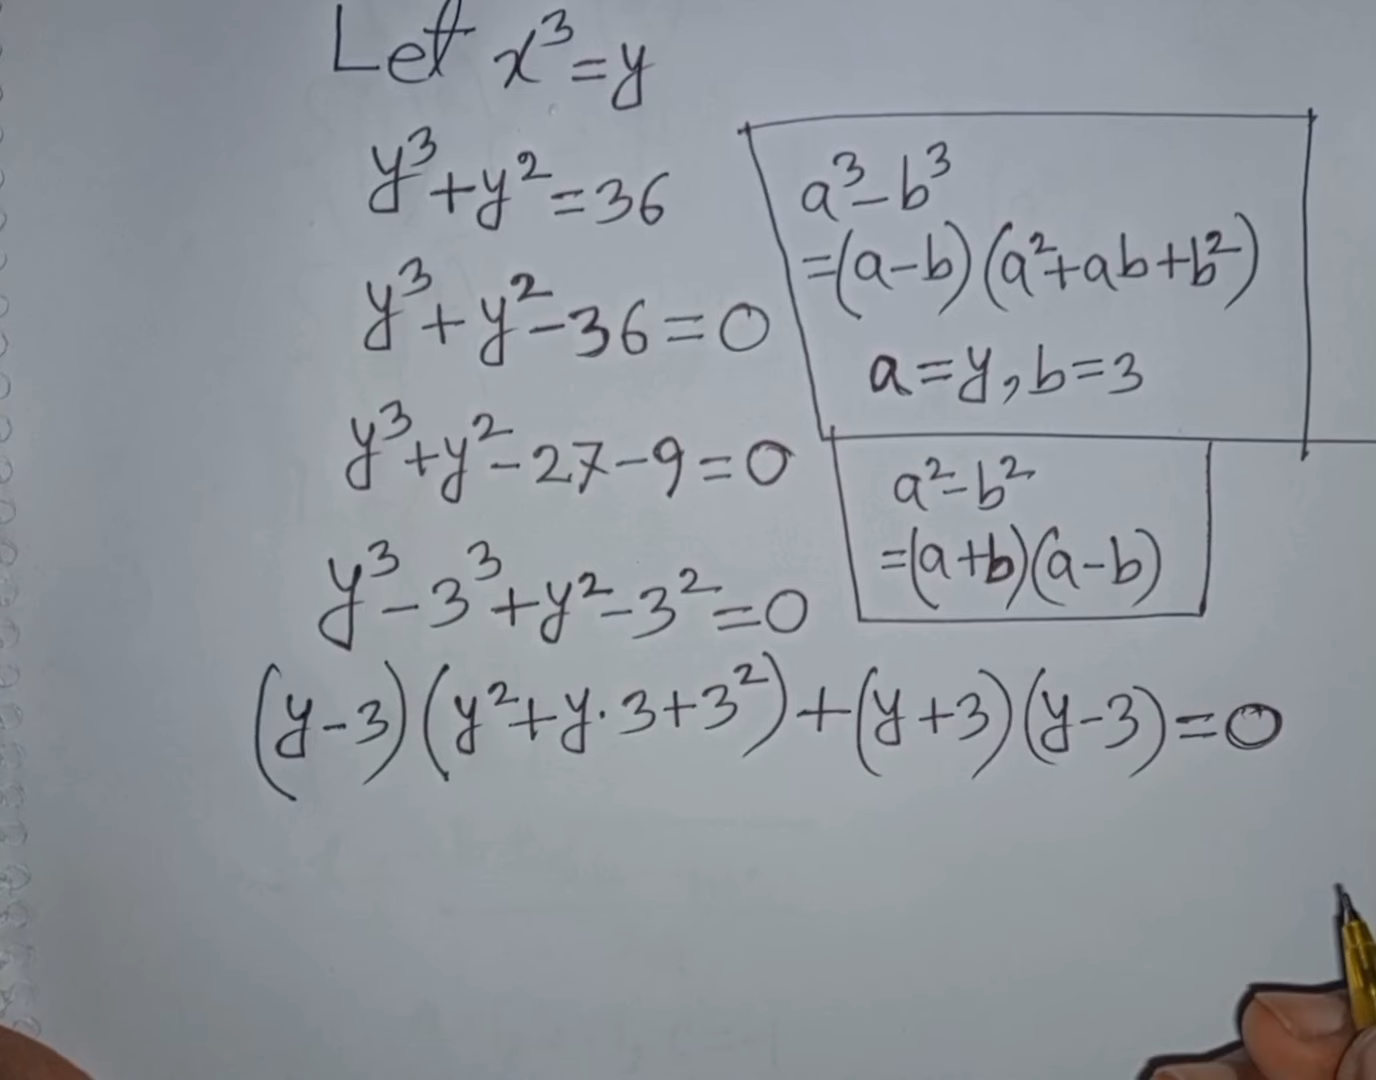 Let x³=y
y³+y²=36
y³+y²-36=0
y³+y²-27-9=0
y³-3³+y²-3²=0
(y-3)(y²+y·3+3²)+(y+3)(y-3)=0
a³-b³
=(a-b)(a²+ab+b²)
a=y,b=3
a²-b²
=(a+b)(a-b)